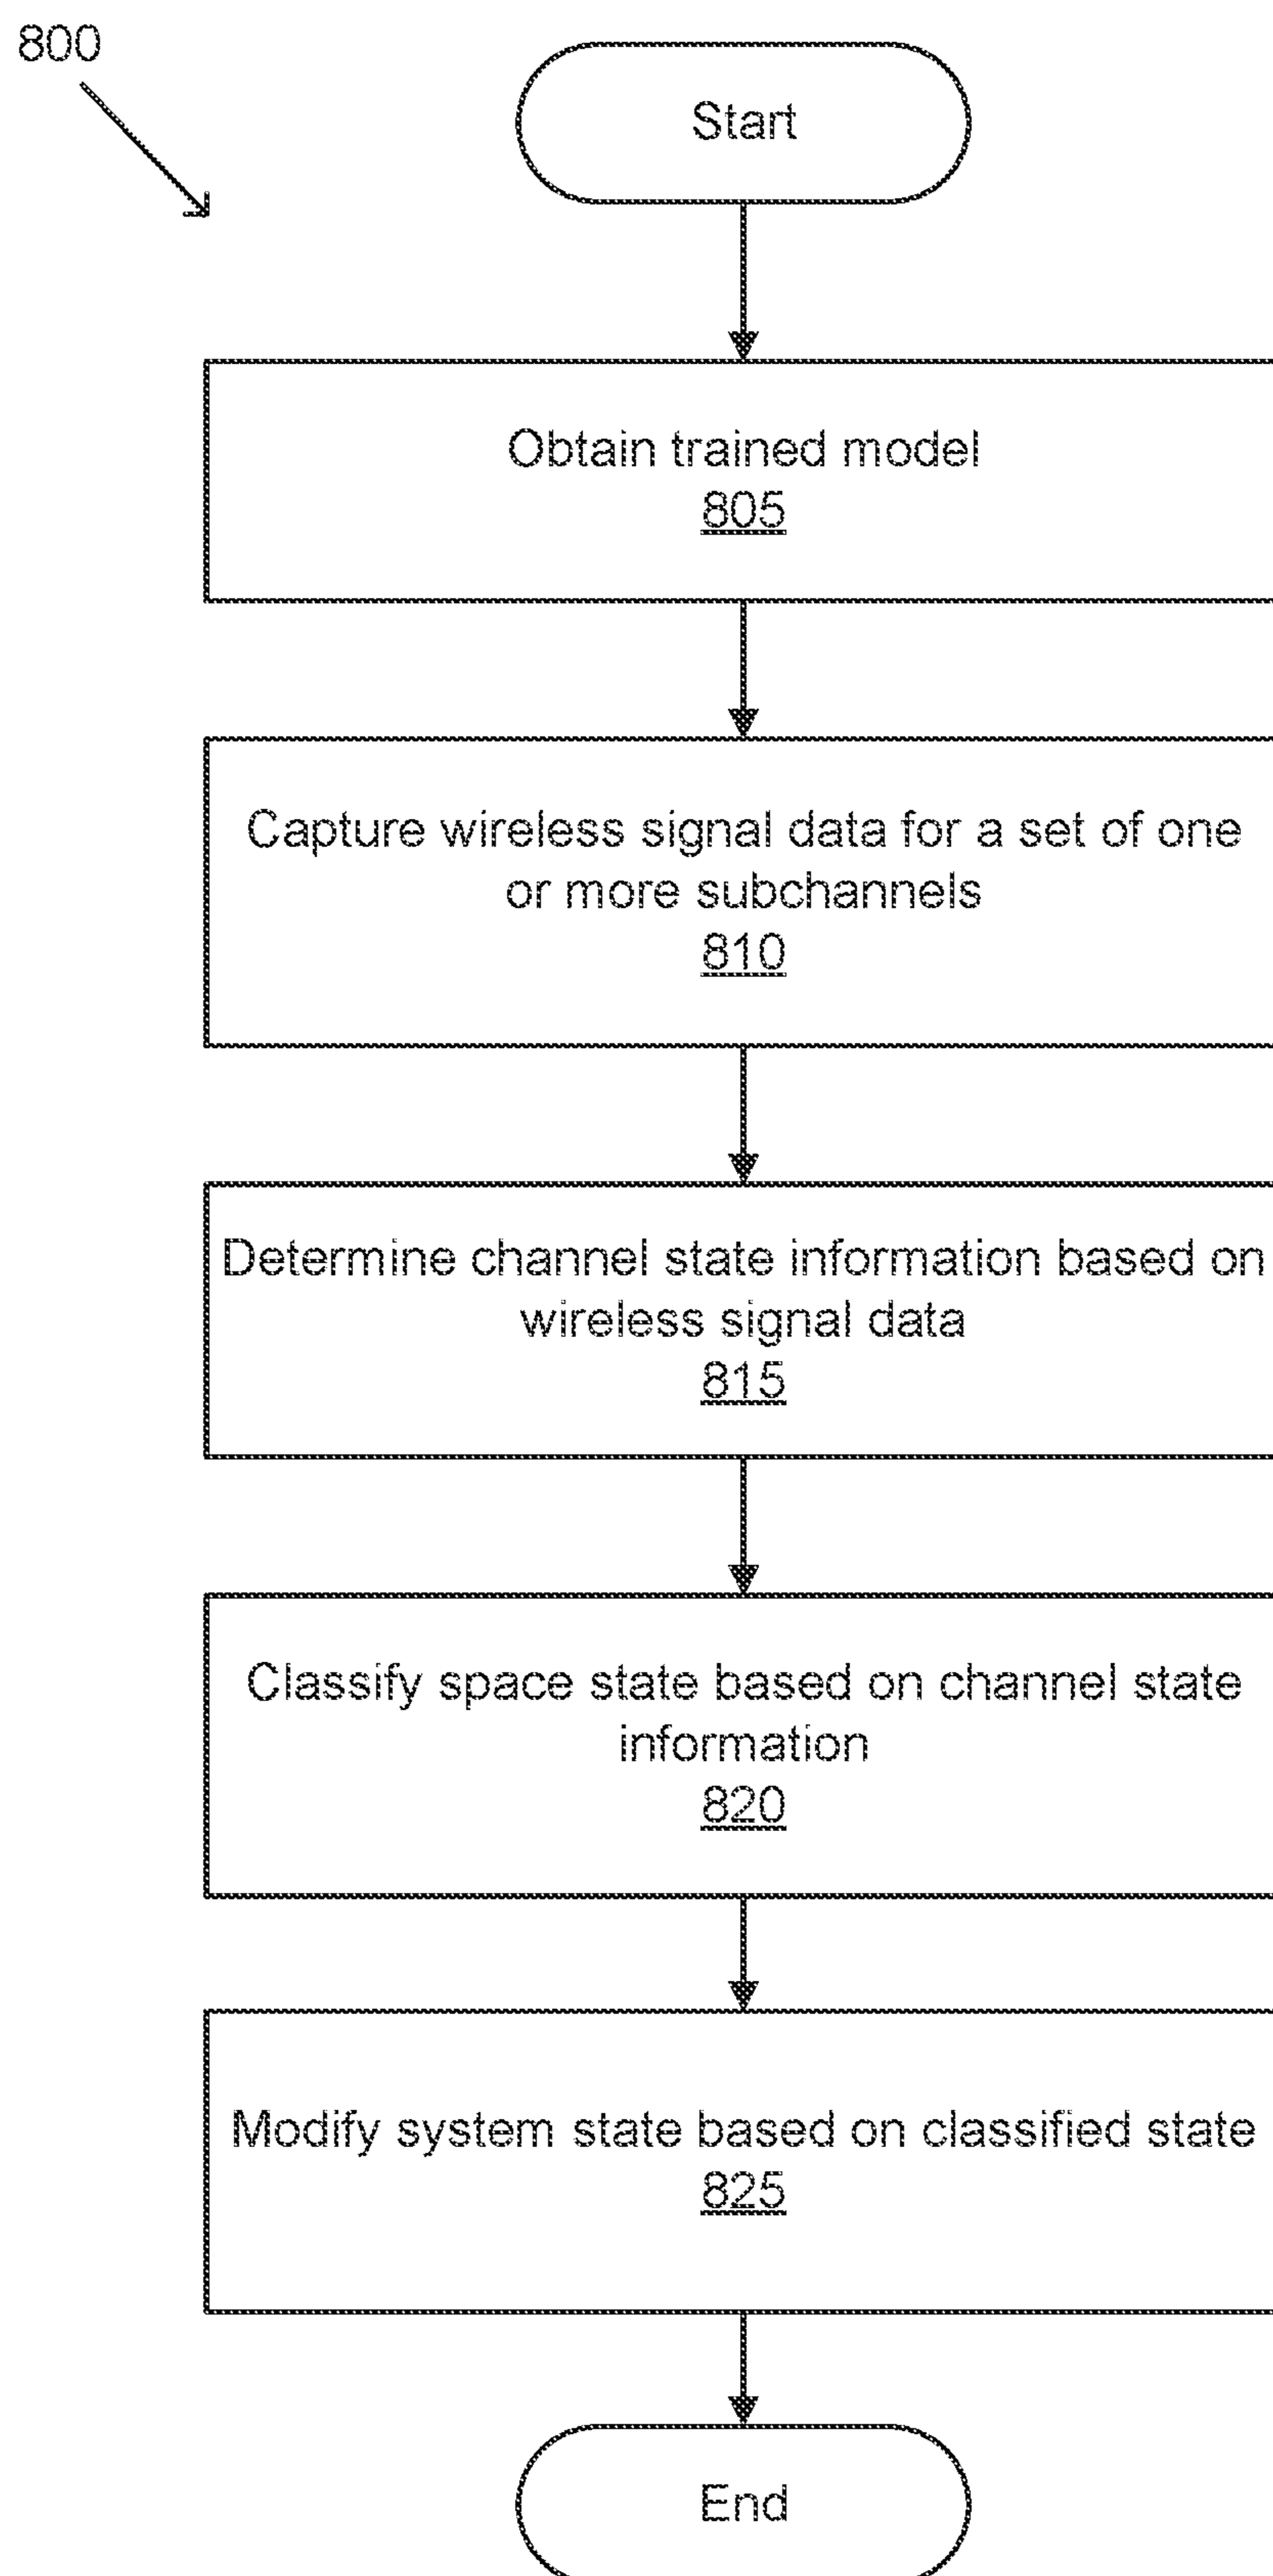 800
Start
Obtain trained model
805
Capture wireless signal data for a set of one
or more subchannels
810
Determine channel state information based on
wireless signal data
815
Classify space state based on channel state
information
820
Modify system state based on classified state
825
End